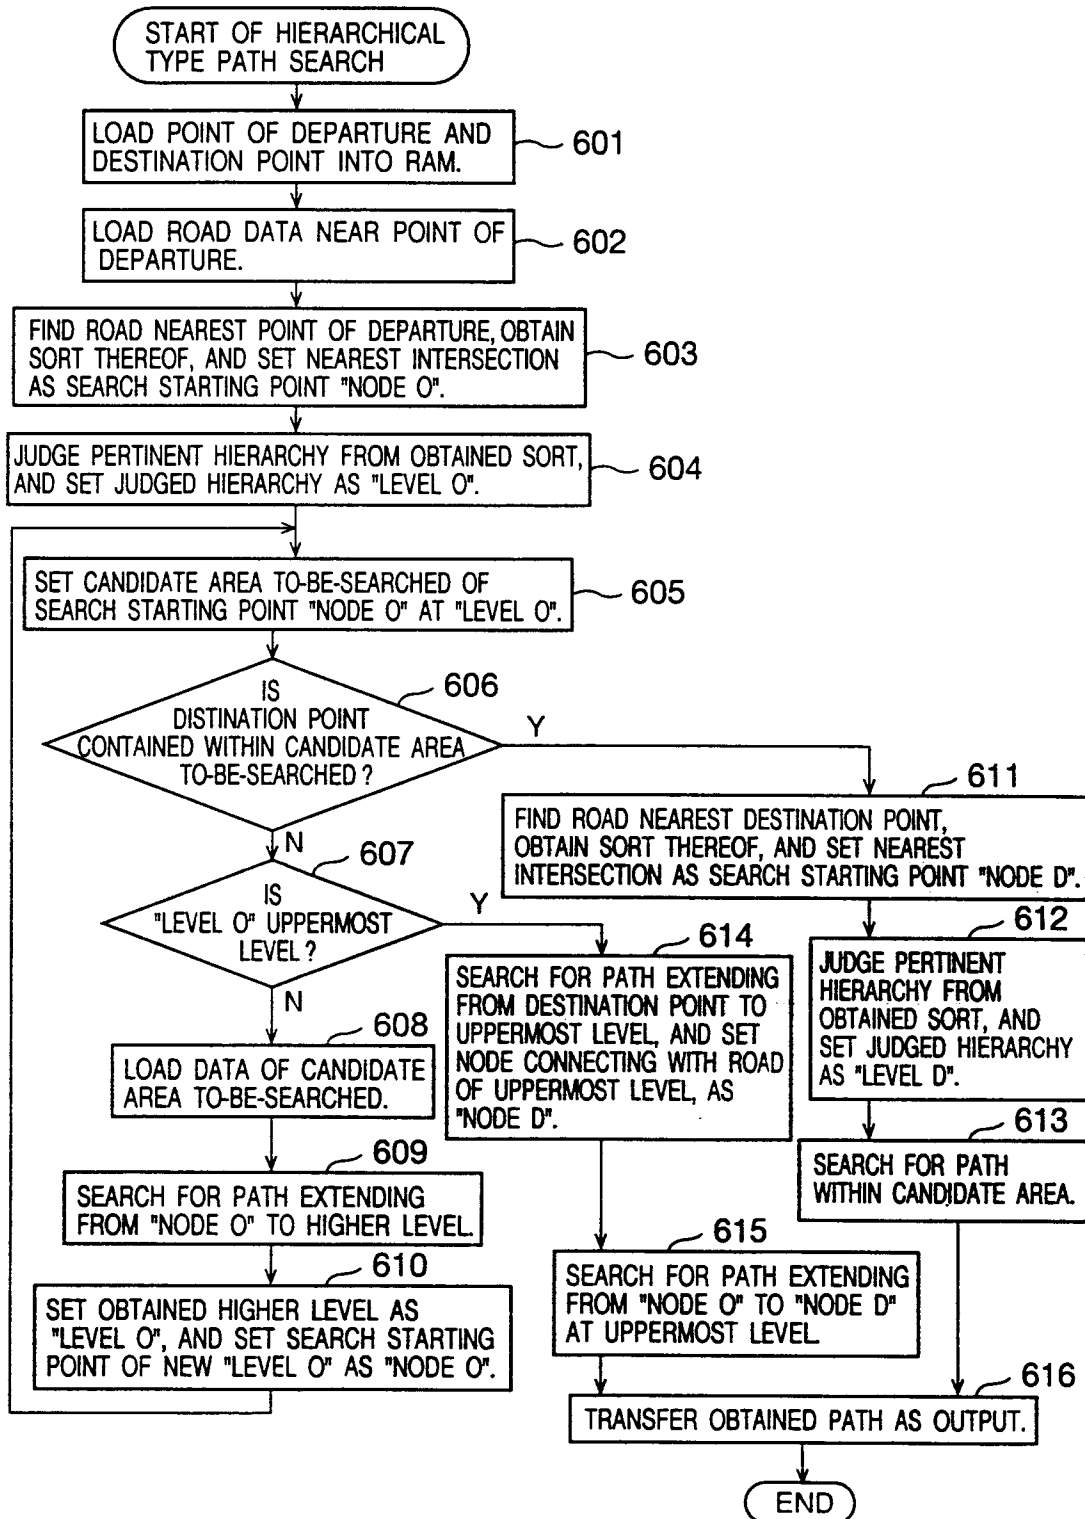 START OF HIERARCHICAL
TYPE PATH SEARCH
LOAD POINT OF DEPARTURE AND
DESTINATION POINT INTO RAM.
601
LOAD ROAD DATA NEAR POINT OF
DEPARTURE.
602
FIND ROAD NEAREST POINT OF DEPARTURE, OBTAIN
SORT THEREOF, AND SET NEAREST INTERSECTION
AS SEARCH STARTING POINT "NODE O".
603
JUDGE PERTINENT HIERARCHY FROM OBTAINED SORT,
AND SET JUDGED HIERARCHY AS "LEVEL O".
604
SET CANDIDATE AREA TO-BE-SEARCHED OF
SEARCH STARTING POINT "NODE O" AT "LEVEL O".
605
IS
DISTINATION POINT
CONTAINED WITHIN CANDIDATE AREA
TO-BE-SEARCHED ?
606
Y
N
IS
"LEVEL O" UPPERMOST
LEVEL ?
607
Y
N
608
LOAD DATA OF CANDIDATE
AREA TO-BE-SEARCHED.
609
SEARCH FOR PATH EXTENDING
FROM "NODE O" TO HIGHER LEVEL.
610
SET OBTAINED HIGHER LEVEL AS
"LEVEL O", AND SET SEARCH STARTING
POINT OF NEW "LEVEL O" AS "NODE O".
611
FIND ROAD NEAREST DESTINATION POINT,
OBTAIN SORT THEREOF, AND SET NEAREST
INTERSECTION AS SEARCH STARTING POINT "NODE D".
612
JUDGE PERTINENT
HIERARCHY FROM
OBTAINED SORT, AND
SET JUDGED HIERARCHY
AS "LEVEL D".
613
SEARCH FOR PATH
WITHIN CANDIDATE AREA.
614
SEARCH FOR PATH EXTENDING
FROM DESTINATION POINT TO
UPPERMOST LEVEL, AND SET
NODE CONNECTING WITH ROAD
OF UPPERMOST LEVEL, AS
"NODE D".
615
SEARCH FOR PATH EXTENDING
FROM "NODE O" TO "NODE D"
AT UPPERMOST LEVEL.
616
TRANSFER OBTAINED PATH AS OUTPUT.
END